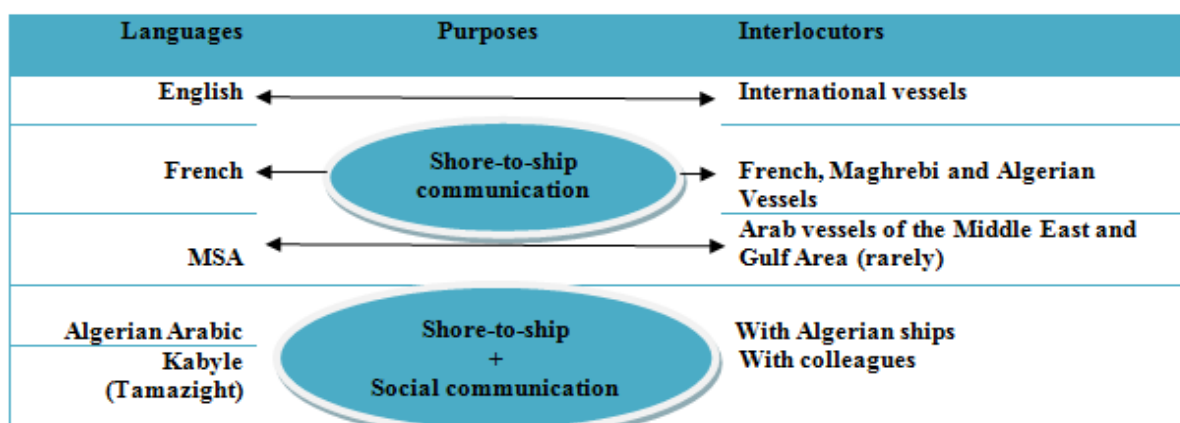 Languages Purposes Interlocutors
English International vessels
Shore-to-ship
communication
French French, Maghrebi and Algerian
Vessels
MSA Arab vessels of the Middle East and
Gulf Area (rarely)
Algerian Arabic
Kabyle
(Tamazight)
Shore-to-ship
+
Social communication
With Algerian ships
With colleagues